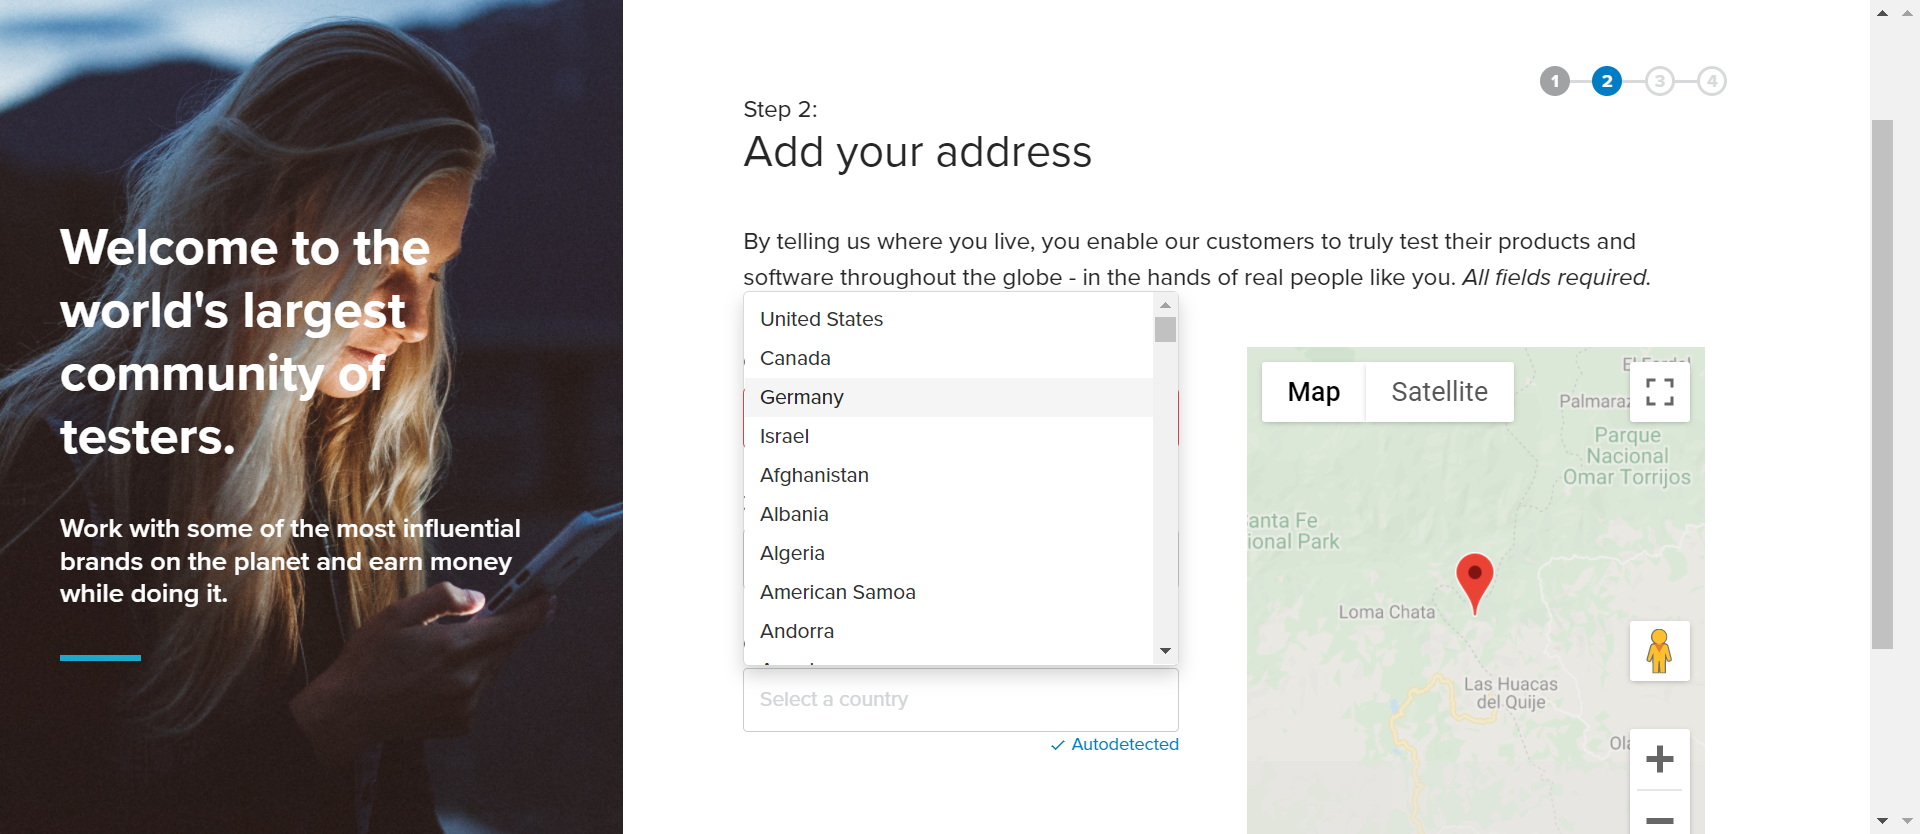 Welcome to the
world's largest
community of
testers.
Work with some of the most influential
brands on the planet and earn money
while doing it.
1 2 3 4
Step 2:
Add your address
By telling us where you live, you enable our customers to truly test their products and
software throughout the globe - in the hands of real people like you. All fields required.
United States
Canada
Germany
Israel
Afghanistan
Albania
Algeria
American Samoa
Andorra
Select a country
✓ Autodetected
Map Satellite
Parque
Nacional
Omar Torrijos
anta Fe
ional Park
Loma Chata
Las Huacas
del Quije